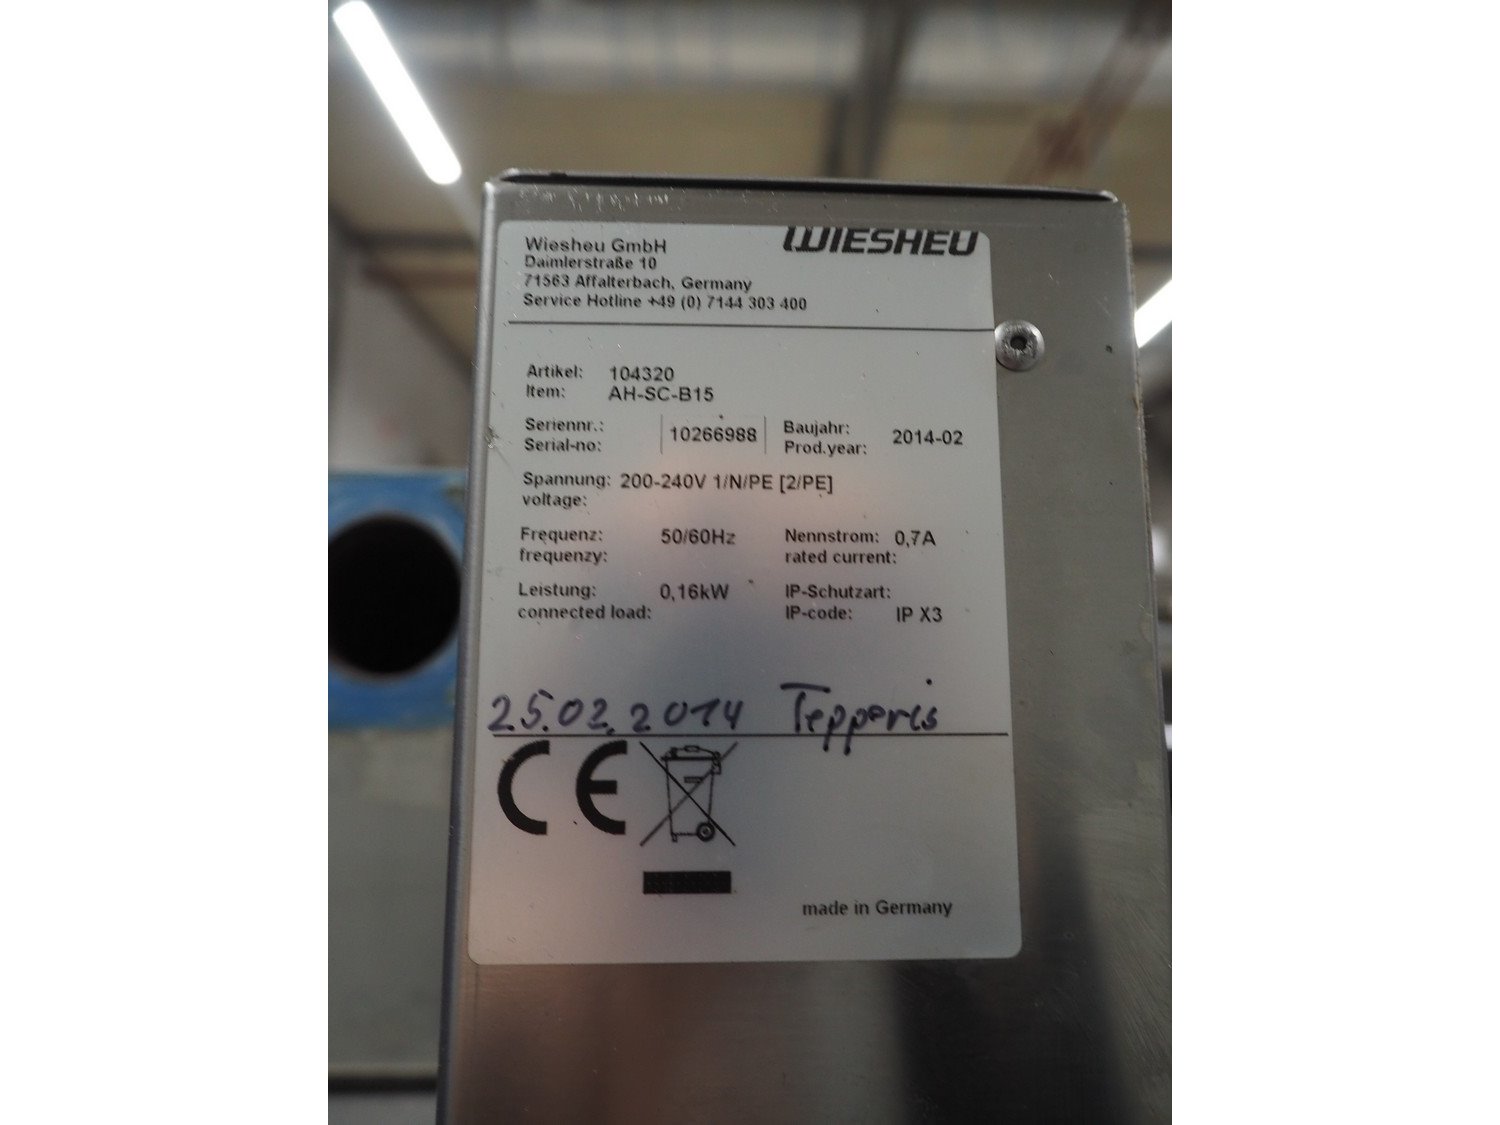 WIESHEU
Wiesheu GmbH
Daimlerstraße 10
71563 Affalterbach, Germany
Service Hotline +49 (0) 7144 303 400
Artikel: 104320
Item: AH-SC-B15
Seriennr.:
Serial-no: 10266988
Baujahr:
Prod.year: 2014-02
Spannung: 200-240V 1/N/PE [2/PE]
voltage:
Frequenz: 50/60Hz
frequenzy:
Nennstrom: 0,7A
rated current:
Leistung: 0,16kW
connected load:
IP-Schutzart:
IP-code: IP X3
25.02.2014
CE
made in Germany